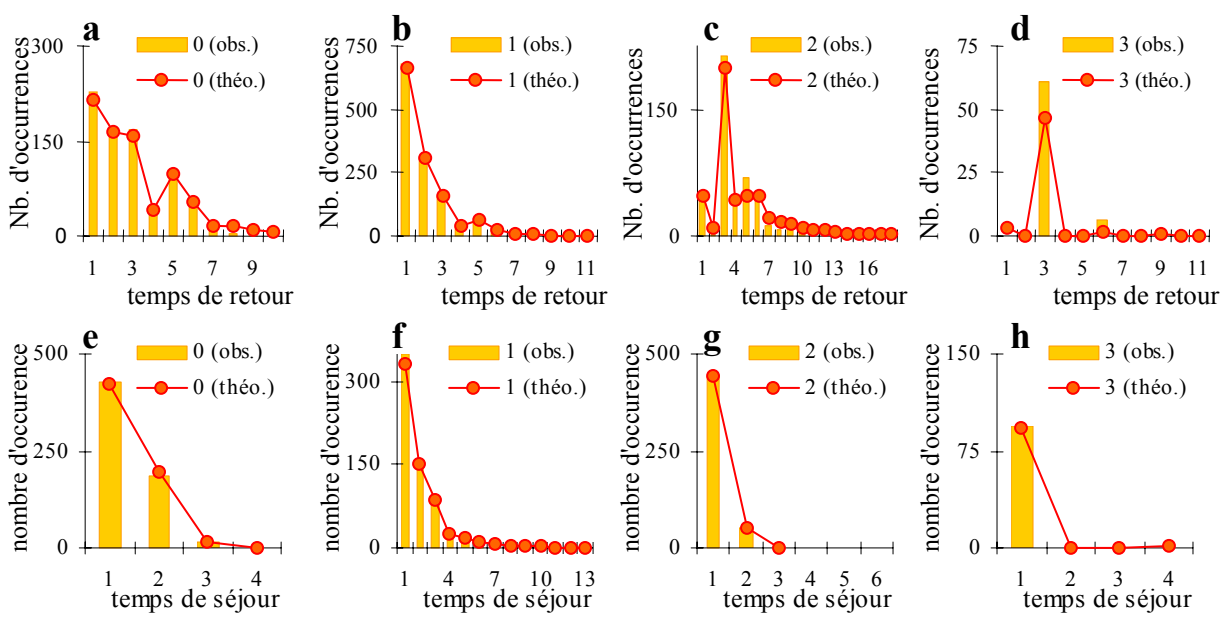 a
Nb. d'occurrences
300
150
0
0 (obs.)
0 (théo.)
1 3 5 7 9
temps de retour
b
Nb. d'occurrences
750
500
250
0
1 (obs.)
1 (théo.)
1 3 5 7 9 11
temps de retour
c
Nb. d'occurrences
150
0
2 (obs.)
2 (théo.)
1 4 7 10 13 16
temps de retour
d
Nb. d'occurrences
75
50
25
0
3 (obs.)
3 (théo.)
1 3 5 7 9 11
temps de retour
e
nombre d'occurence
500
250
0
0 (obs.)
0 (théo.)
1 2 3 4
temps de séjour
f
nombre d'occurence
300
150
0
1 (obs.)
1 (théo.)
1 4 7 10 13
temps de séjour
g
nombre d'occurence
500
250
0
2 (obs.)
2 (théo.)
1 2 3 4 5 6
temps de séjour
h
nombre d'occurence
150
75
0
3 (obs.)
3 (théo.)
1 2 3 4
temps de séjour